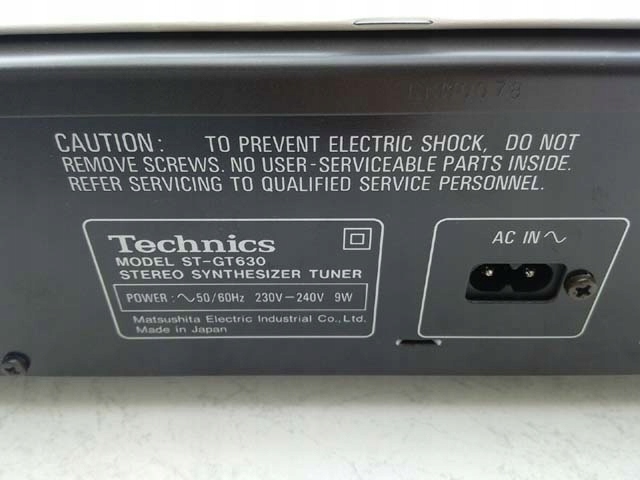 CAUTION: TO PREVENT ELECTRIC SHOCK, DO NOT
REMOVE SCREWS. NO USER-SERVICEABLE PARTS INSIDE.
REFER SERVICING TO QUALIFIED SERVICE PERSONNEL.
Technics
MODEL ST-GT630
STEREO SYNTHESIZER TUNER
POWER: ∿50/60Hz 230V-240V 9W
Matsushita Electric Industrial Co., Ltd.
Made in Japan
AC IN ∿